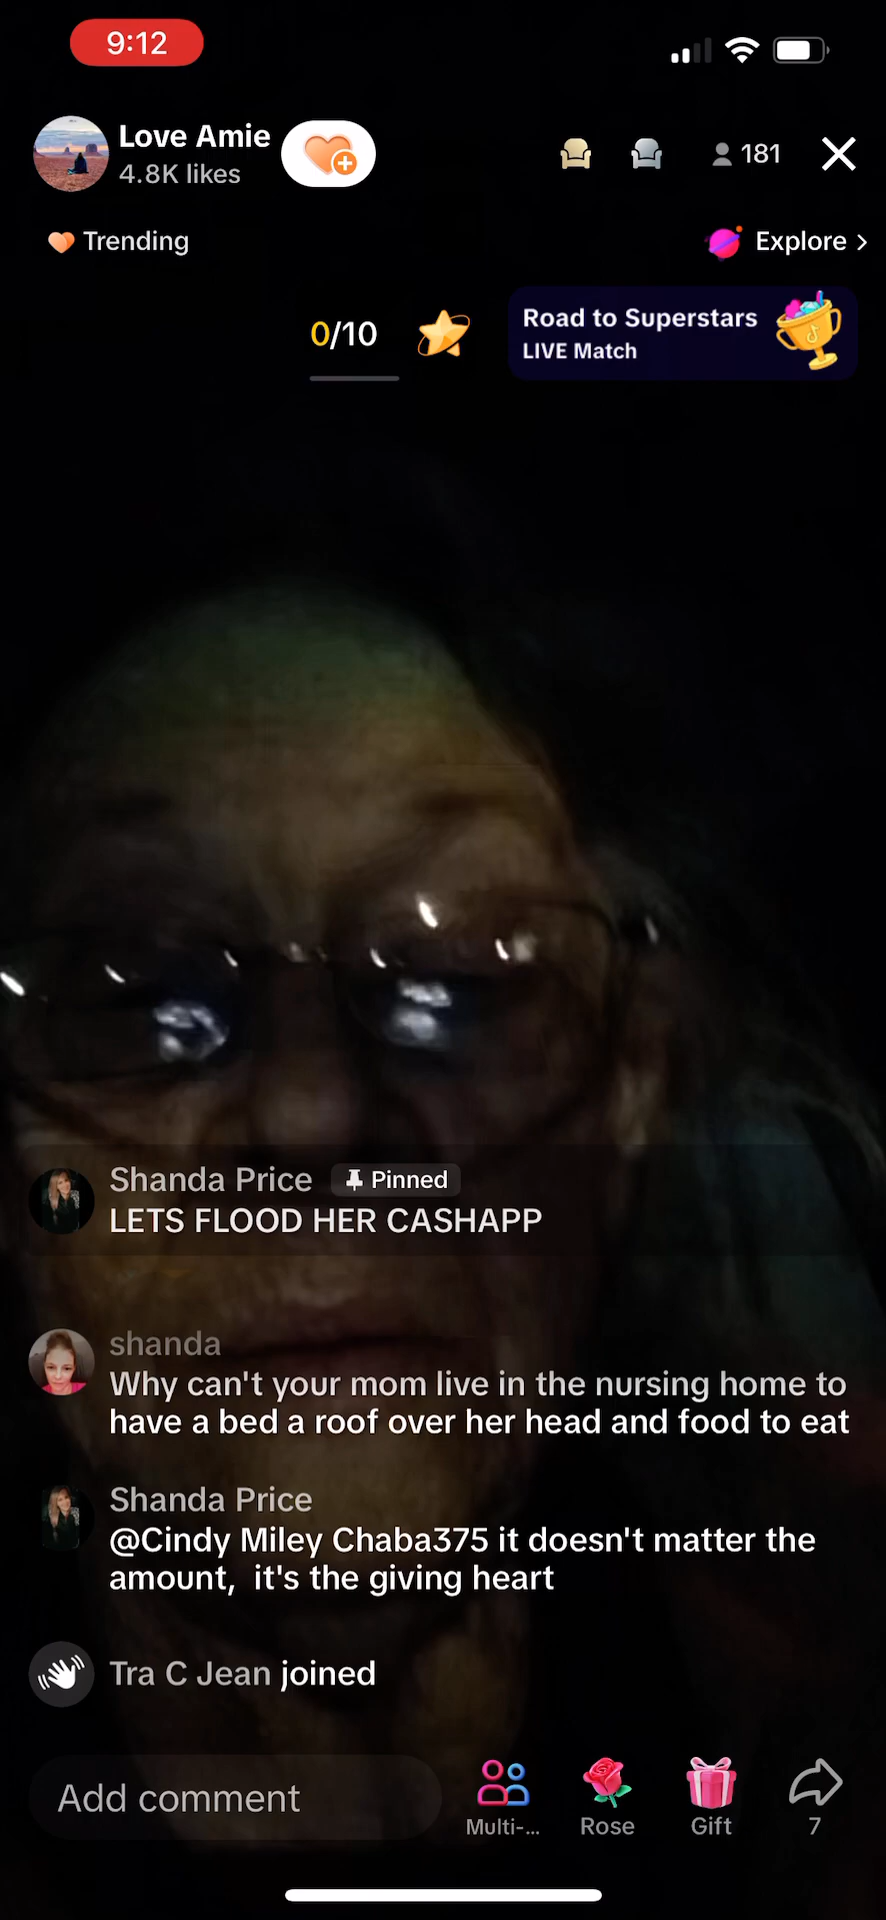 9:12
Love Amie
4.8K likes
181
Trending
Explore >
0/10
Road to Superstars
LIVE Match
Shanda Price Pinned
LETS FLOOD HER CASHAPP
shanda
Why can't your mom live in the nursing home to
have a bed a roof over her head and food to eat
Shanda Price
@Cindy Miley Chaba375 it doesn't matter the
amount, it's the giving heart
Tra C Jean joined
Add comment
Multi-...
Rose
Gift
7